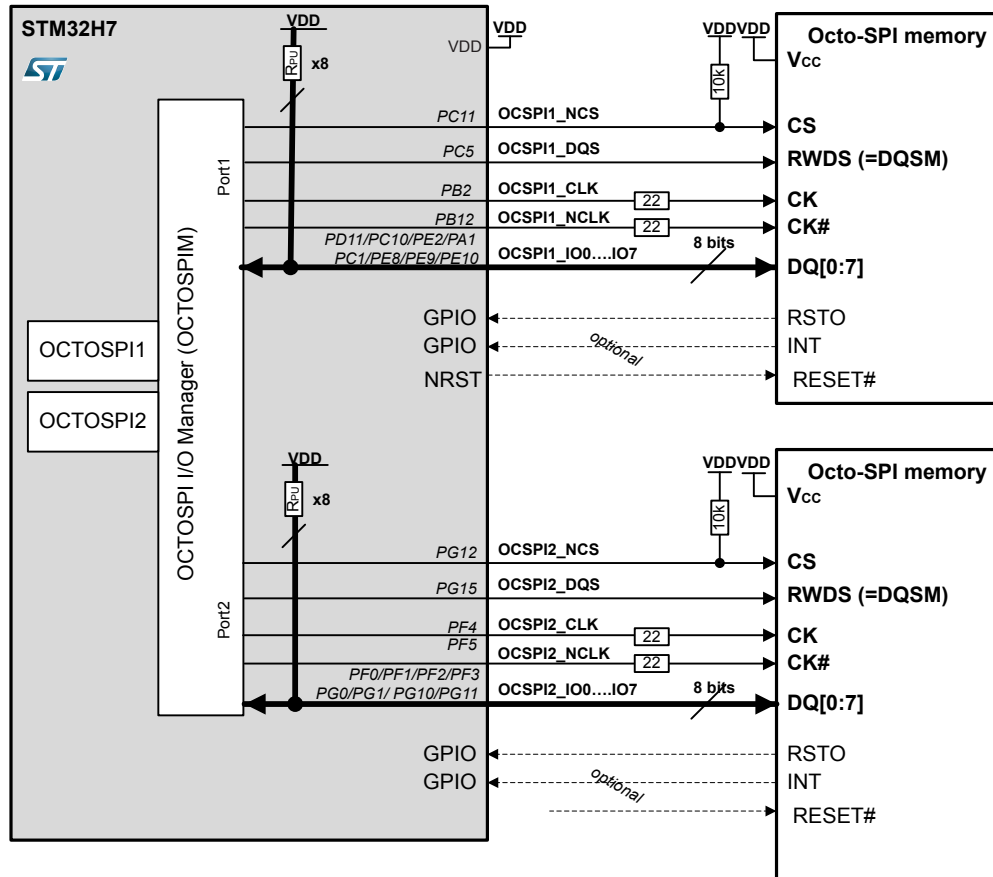 STM32H7
ST
VDD
RPU
x8
VDD
VDD
VDD
VDD
10k
Octo-SPI memory
Vcc
PC11
OCSPI1_NCS
CS
PC5
OCSPI1_DQS
RWDS (=DQSM)
Port1
PB2
OCSPI1_CLK
22
CK
PB12
OCSPI1_NCLK
22
CK#
PD11/PC10/PE2/PA1
PC1/PE8/PE9/PE10
OCSPI1_IO0....IO7
8 bits
DQ[0:7]
GPIO
RSTO
GPIO
optional
INT
NRST
RESET#
OCTOSPI1
OCTOSPI2
OCTOSPI I/O Manager (OCTOSPIM)
VDD
RPU
x8
VDD
VDD
10k
Octo-SPI memory
Vcc
PG12
OCSPI2_NCS
CS
PG15
OCSPI2_DQS
RWDS (=DQSM)
Port2
PF4
OCSPI2_CLK
22
CK
PF5
OCSPI2_NCLK
22
CK#
PF0/PF1/PF2/PF3
PG0/PG1/ PG10/PG11
OCSPI2_IO0....IO7
8 bits
DQ[0:7]
GPIO
RSTO
GPIO
optional
INT
RESET#